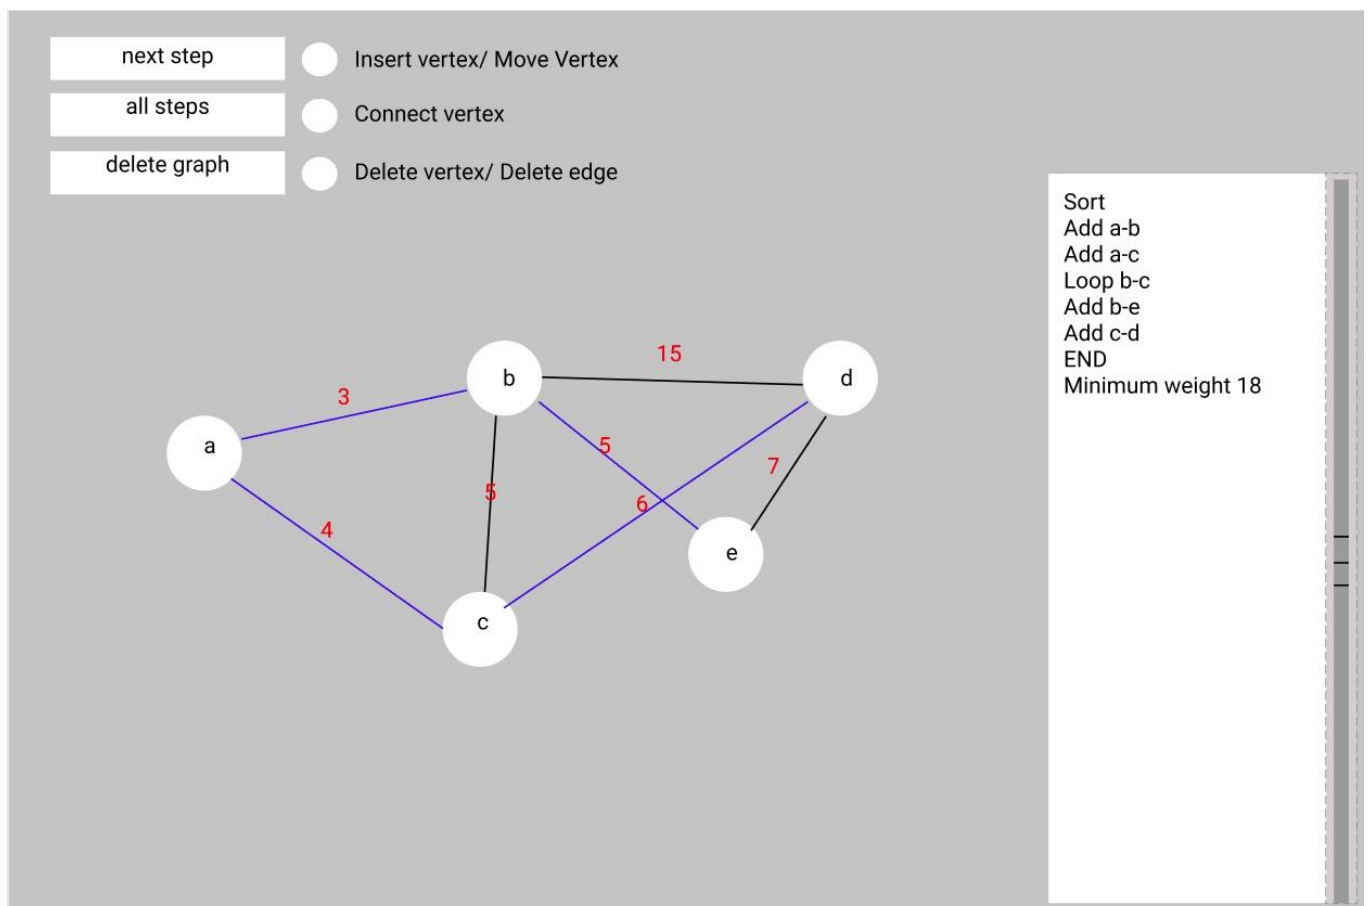 next step
Insert vertex/ Move Vertex
all steps
Connect vertex
delete graph
Delete vertex/ Delete edge
Sort
Add a-b
Add a-c
Loop b-c
Add b-e
Add c-d
END
Minimum weight 18
15
b
d
3
a
5
7
5
6
4
e
c